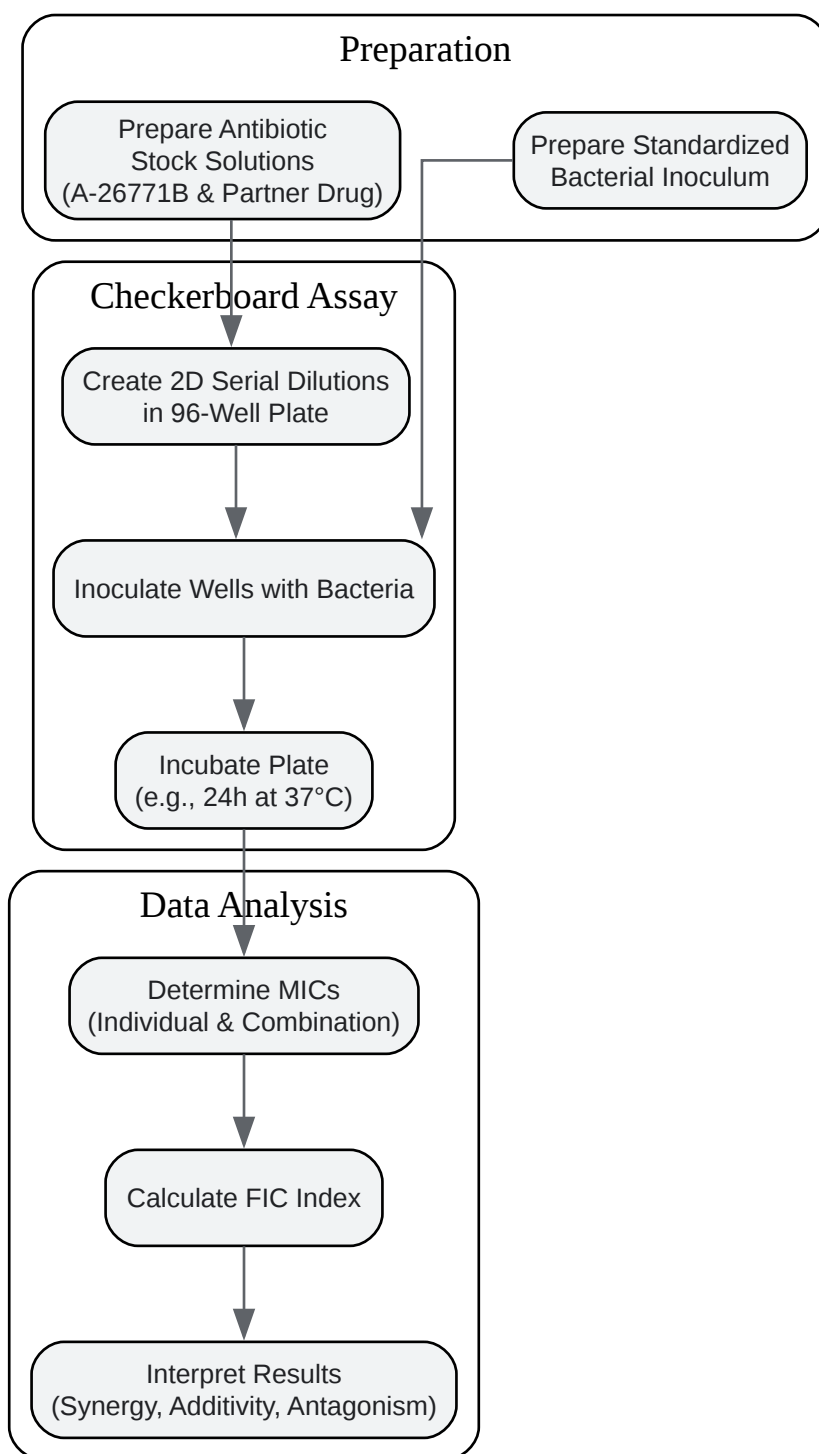 Preparation
Prepare Antibiotic
Stock Solutions
(A-26771B & Partner Drug)
Prepare Standardized
Bacterial Inoculum
Checkerboard Assay
Create 2D Serial Dilutions
in 96-Well Plate
Inoculate Wells with Bacteria
Incubate Plate
(e.g., 24h at 37°C)
Data Analysis
Determine MICs
(Individual & Combination)
Calculate FIC Index
Interpret Results
(Synergy, Additivity, Antagonism)